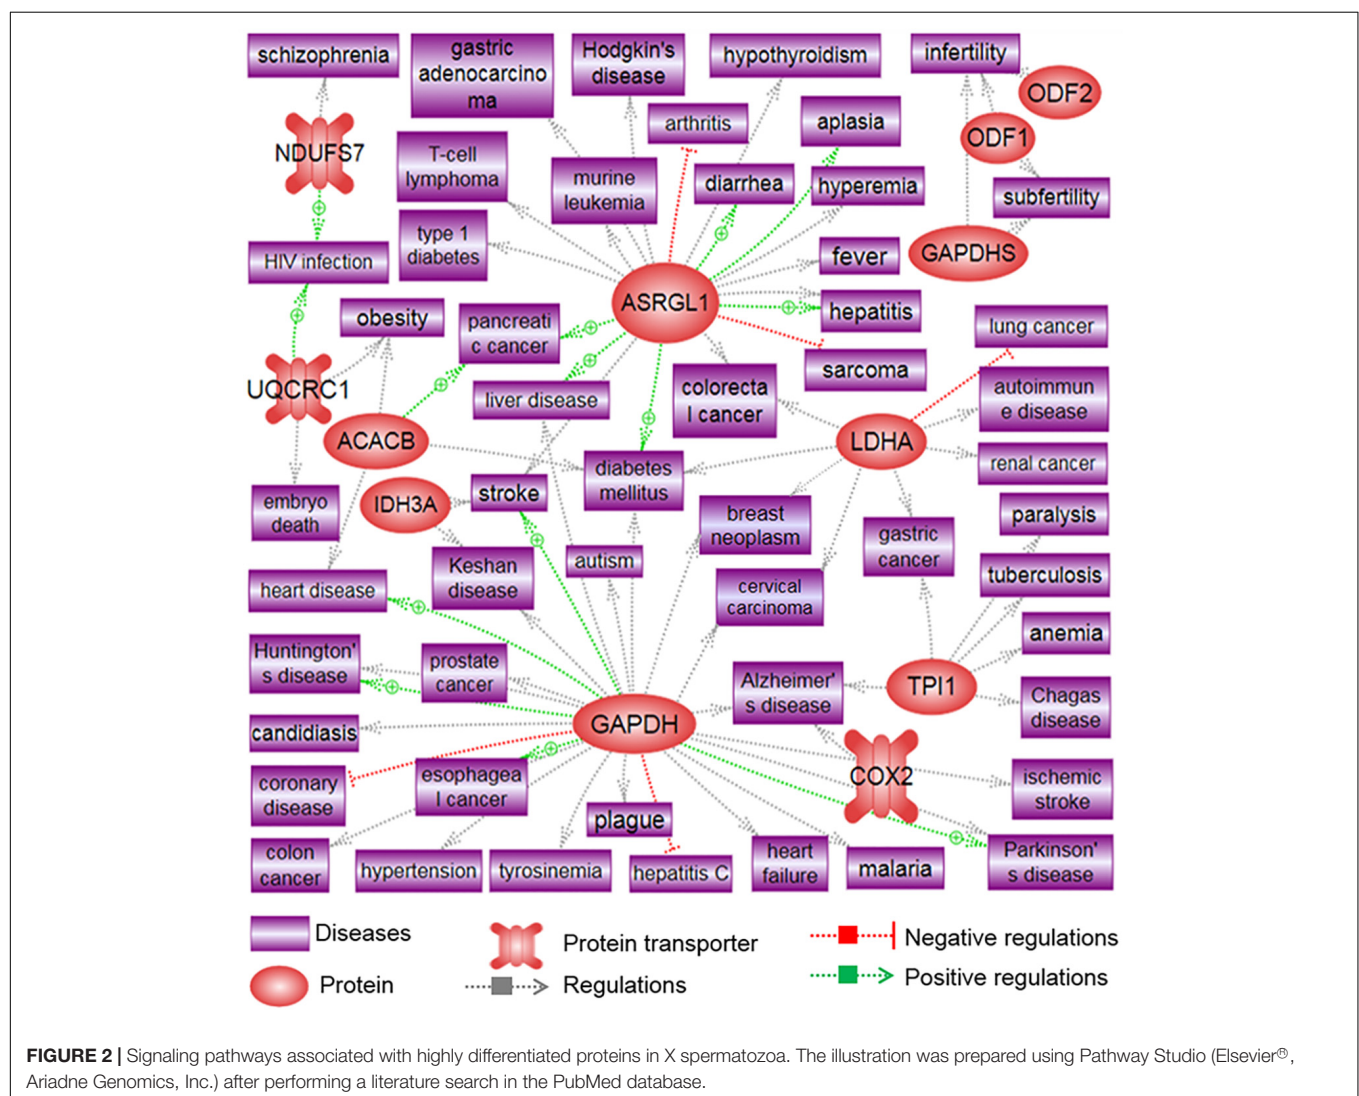 schizophrenia
gastric
adenocarcino
ma
Hodgkin's
disease
hypothyroidism
infertility
ODF2
arthritis
aplasia
ODF1
NDUFS7
T-cell
lymphoma
murine
leukemia
diarrhea
hyperemia
subfertility
type 1
diabetes
HIV infection
fever
GAPDHS
ASRGL1
obesity
pancreati
c cancer
hepatitis
lung cancer
sarcoma
UQCRC1
liver disease
colorecta
l cancer
autoimmun
e disease
ACACB
LDHA
diabetes
mellitus
renal cancer
embryo
death
IDH3A
stroke
breast
neoplasm
gastric
cancer
paralysis
autism
Keshan
disease
heart disease
cervical
carcinoma
tuberculosis
anemia
Huntington'
s disease
prostate
cancer
Alzheimer'
s disease
TPI1
Chagas
disease
candidiasis
GAPDH
COX2
coronary
disease
esophagea
l cancer
ischemic
stroke
plague
colon
cancer
hypertension
tyrosinemia
hepatitis C
heart
failure
malaria
Parkinson'
s disease
Diseases
Protein transporter
Negative regulations
Protein
Regulations
Positive regulations
FIGURE 2 | Signaling pathways associated with highly differentiated proteins in X spermatozoa. The illustration was prepared using Pathway Studio (Elsevier®,
Ariadne Genomics, Inc.) after performing a literature search in the PubMed database.